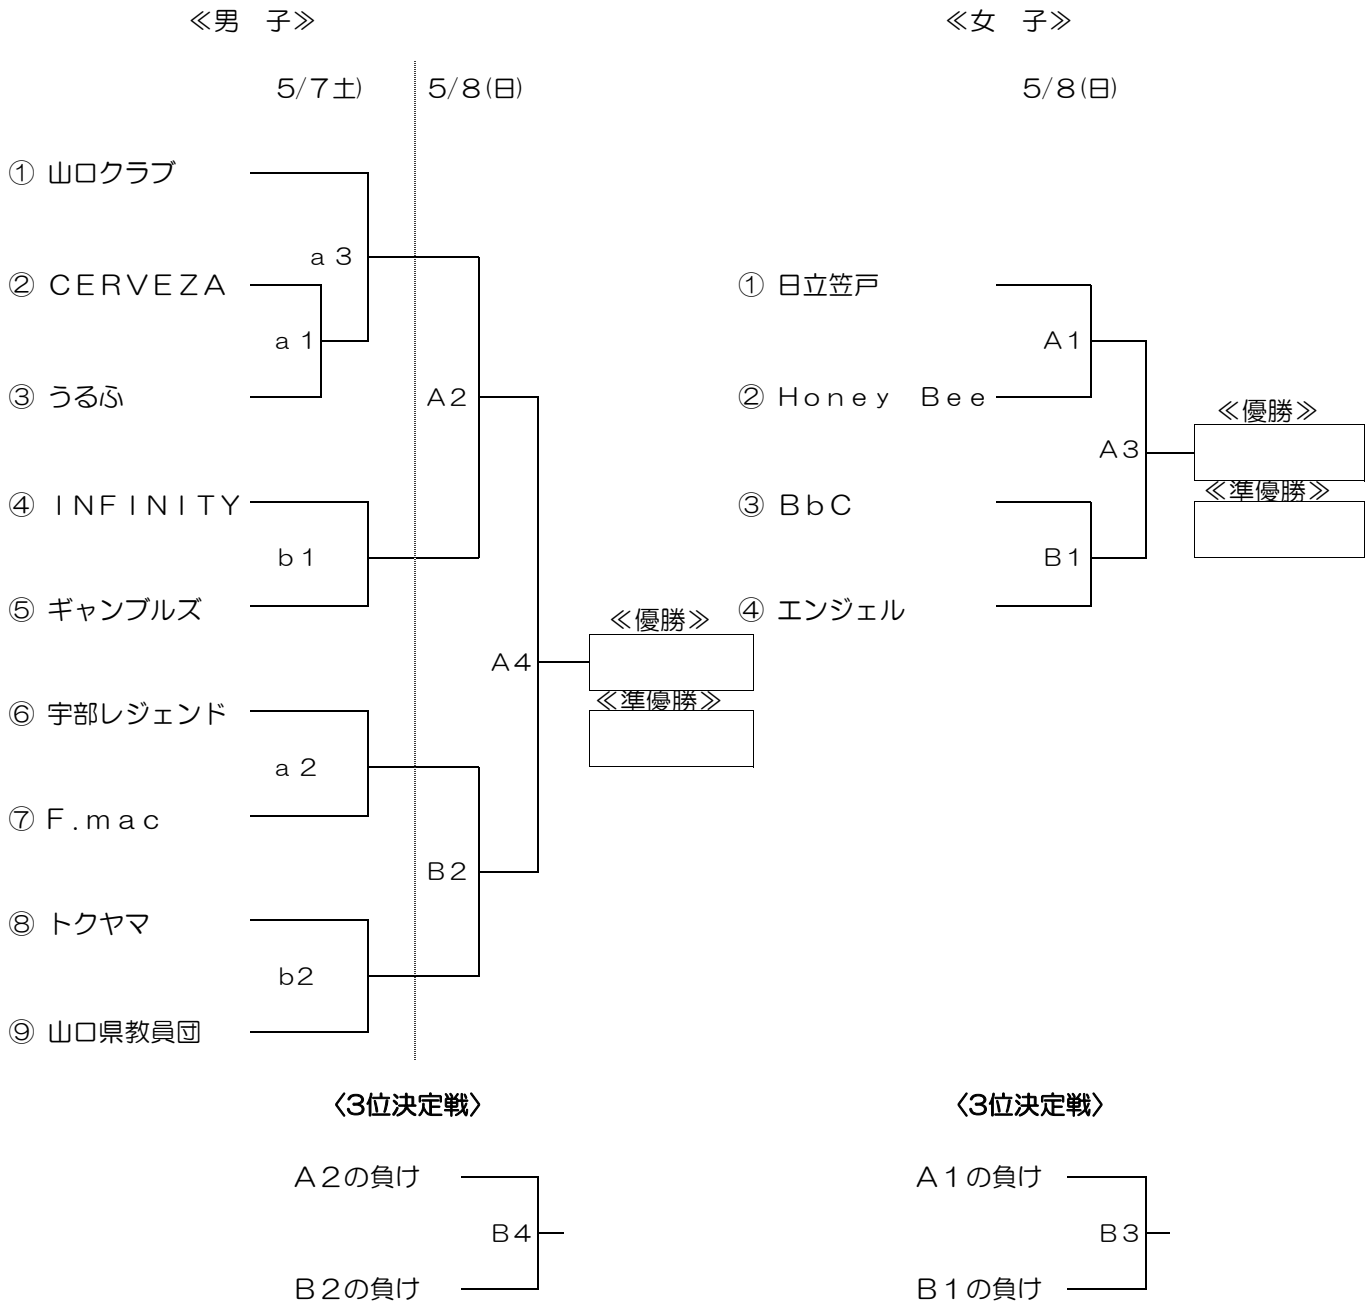 ≪男　子≫
≪女　子≫
５/７土)
５/８(日)
５/８(日)
① 山口クラブ
ａ３
② ＣＥＲＶＥＺＡ
ａ１
③ うるふ
Ａ２
④ ＩＮＦＩＮＩＴＹ
ｂ１
⑤ ギャンブルズ
≪優勝≫
Ａ４
≪準優勝≫
⑥ 宇部レジェンド
ａ２
⑦ Ｆ.ｍａｃ
Ｂ２
⑧ トクヤマ
ｂ２
⑨ 山口県教員団
① 日立笠戸
Ａ１
② Ｈｏｎｅｙ　Ｂｅｅ
≪優勝≫
Ａ３
≪準優勝≫
③ ＢｂＣ
Ｂ１
④ エンジェル
〈3位決定戦〉
Ａ２の負け
Ｂ４
Ｂ２の負け
〈3位決定戦〉
Ａ１の負け
Ｂ３
Ｂ１の負け